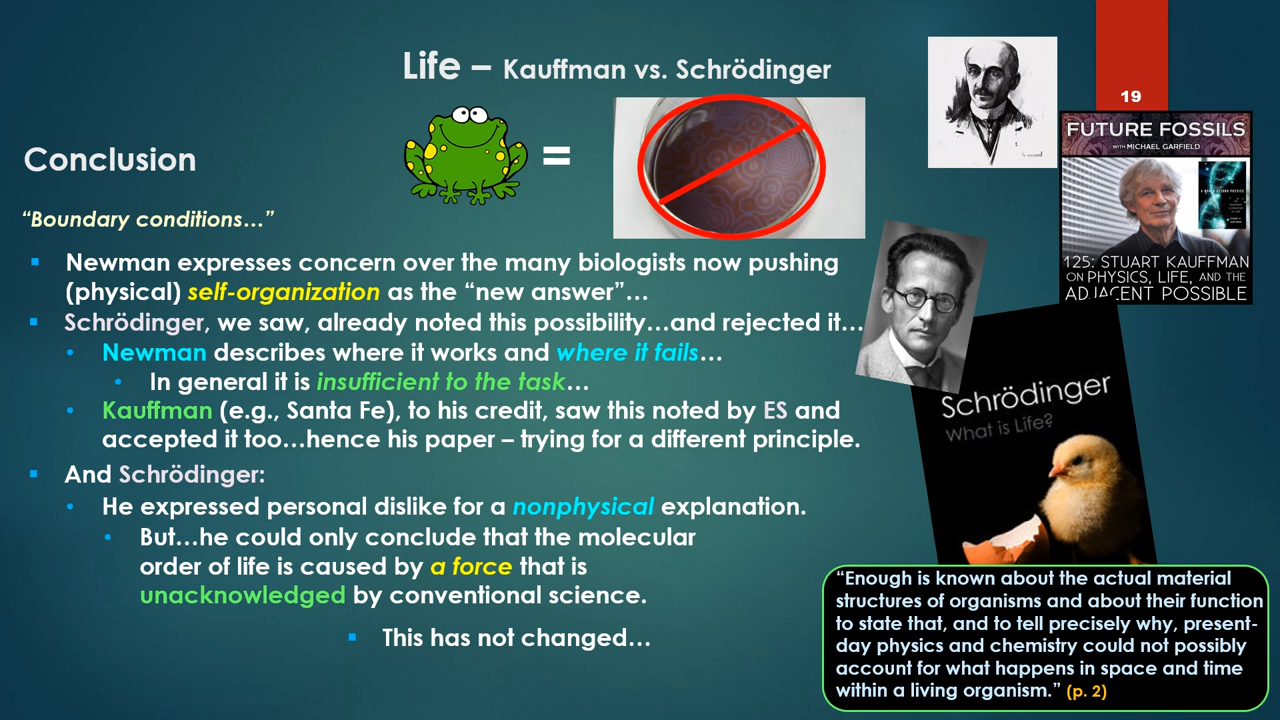 Life – Kauffman vs. Schrödinger
19
=
Conclusion
“Boundary conditions…”
▪ Newman expresses concern over the many biologists now pushing
(physical) self-organization as the “new answer”…
▪ Schrödinger, we saw, already noted this possibility…and rejected it…
• Newman describes where it works and where it fails…
• In general it is insufficient to the task…
• Kauffman (e.g., Santa Fe), to his credit, saw this noted by ES and
accepted it too…hence his paper – trying for a different principle.
▪ And Schrödinger:
• He expressed personal dislike for a nonphysical explanation.
• But…he could only conclude that the molecular
order of life is caused by a force that is
unacknowledged by conventional science.
▪ This has not changed…
FUTURE FOSSILS
WITH MICHAEL GARFIELD
125: STUART KAUFFMAN
ON PHYSICS, LIFE, AND THE
ADJACENT POSSIBLE
Schrödinger
What is Life?
“Enough is known about the actual material
structures of organisms and about their function
to state that, and to tell precisely why, present-
day physics and chemistry could not possibly
account for what happens in space and time
within a living organism.” (p. 2)